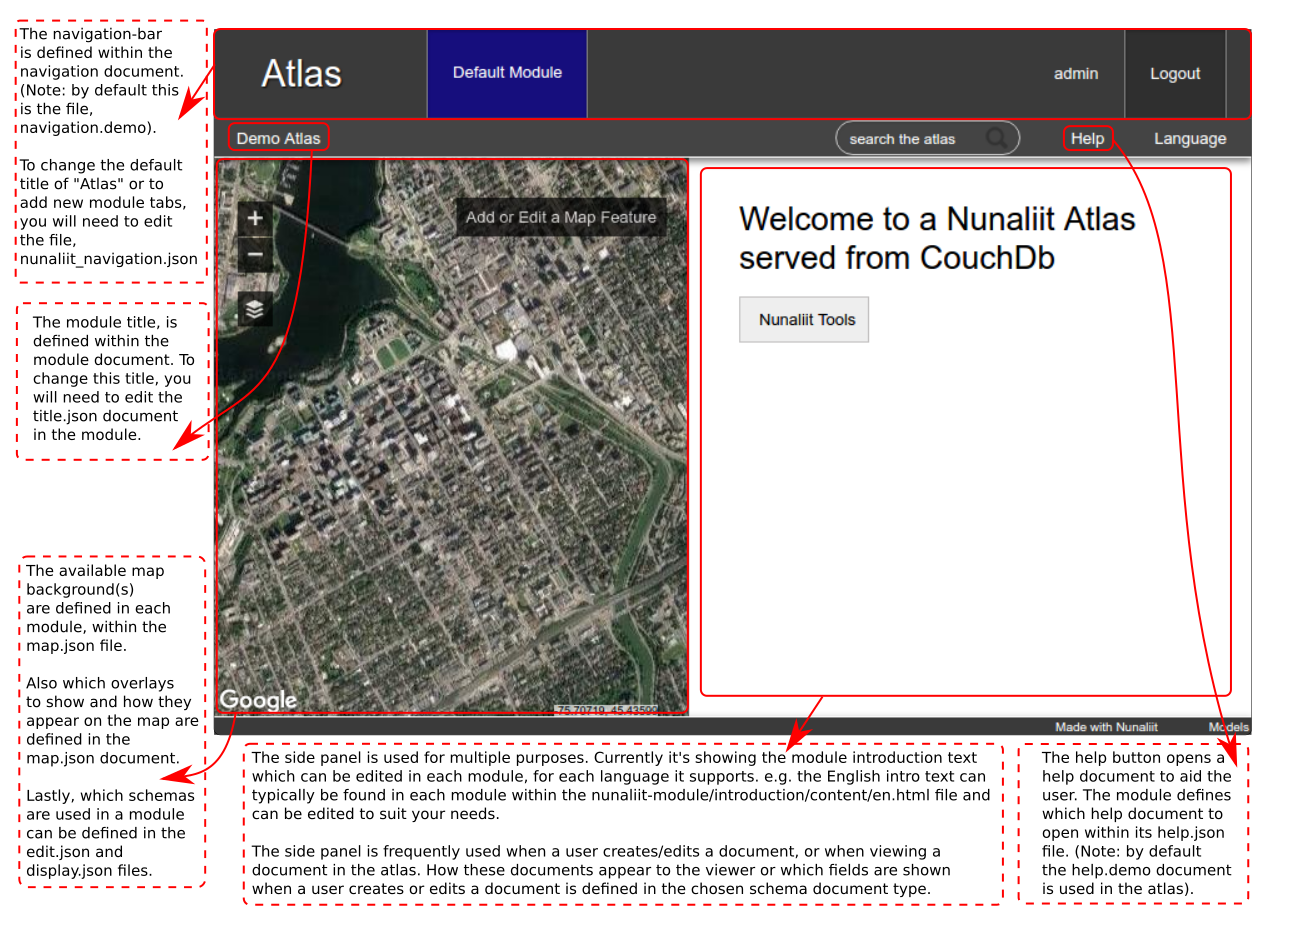 The navigation-bar
is defined within the
navigation document.
(Note: by default this
is the file,
navigation.demo).
To change the default
title of "Atlas" or to
add new module tabs,
you will need to edit
the file,
nunaliit_navigation.json
The module title, is
defined within the
module document. To
change this title, you
will need to edit the
title.json document
in the module.
The available map
background(s)
are defined in each
module, within the
map.json file.
Also which overlays
to show and how they
appear on the map are
defined in the
map.json document.
Lastly, which schemas
are used in a module
can be defined in the
edit.json and
display.json files.
Atlas
Default Module
admin
Logout
Demo Atlas
search the atlas
Help
Language
+
−
Add or Edit a Map Feature
Google
-75.70719, 45.43599
Welcome to a Nunaliit Atlas
served from CouchDb
Nunaliit Tools
Made with Nunaliit
Models
The side panel is used for multiple purposes. Currently it's showing the module introduction text
which can be edited in each module, for each language it supports. e.g. the English intro text can
typically be found in each module within the nunaliit-module/introduction/content/en.html file and
can be edited to suit your needs.
The side panel is frequently used when a user creates/edits a document, or when viewing a
document in the atlas. How these documents appear to the viewer or which fields are shown
when a user creates or edits a document is defined in the chosen schema document type.
The help button opens a
help document to aid the
user. The module defines
which help document to
open within its help.json
file. (Note: by default
the help.demo document
is used in the atlas).